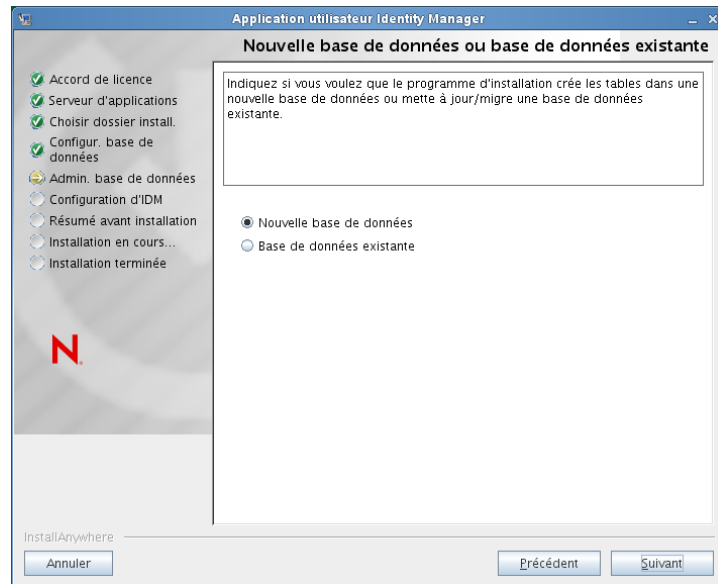 Application utilisateur Identity Manager
Nouvelle base de données ou base de données existante
Accord de licence
Serveur d'applications
Choisir dossier install.
Configur. base de
données
Admin. base de données
Configuration d'IDM
Résumé avant installation
Installation en cours...
Installation terminée
N
Indiquez si vous voulez que le programme d'installation crée les tables dans une
nouvelle base de données ou mette à jour/migre une base de données
existante.
Nouvelle base de données
Base de données existante
InstallAnywhere
Annuler
Précédent
Suivant